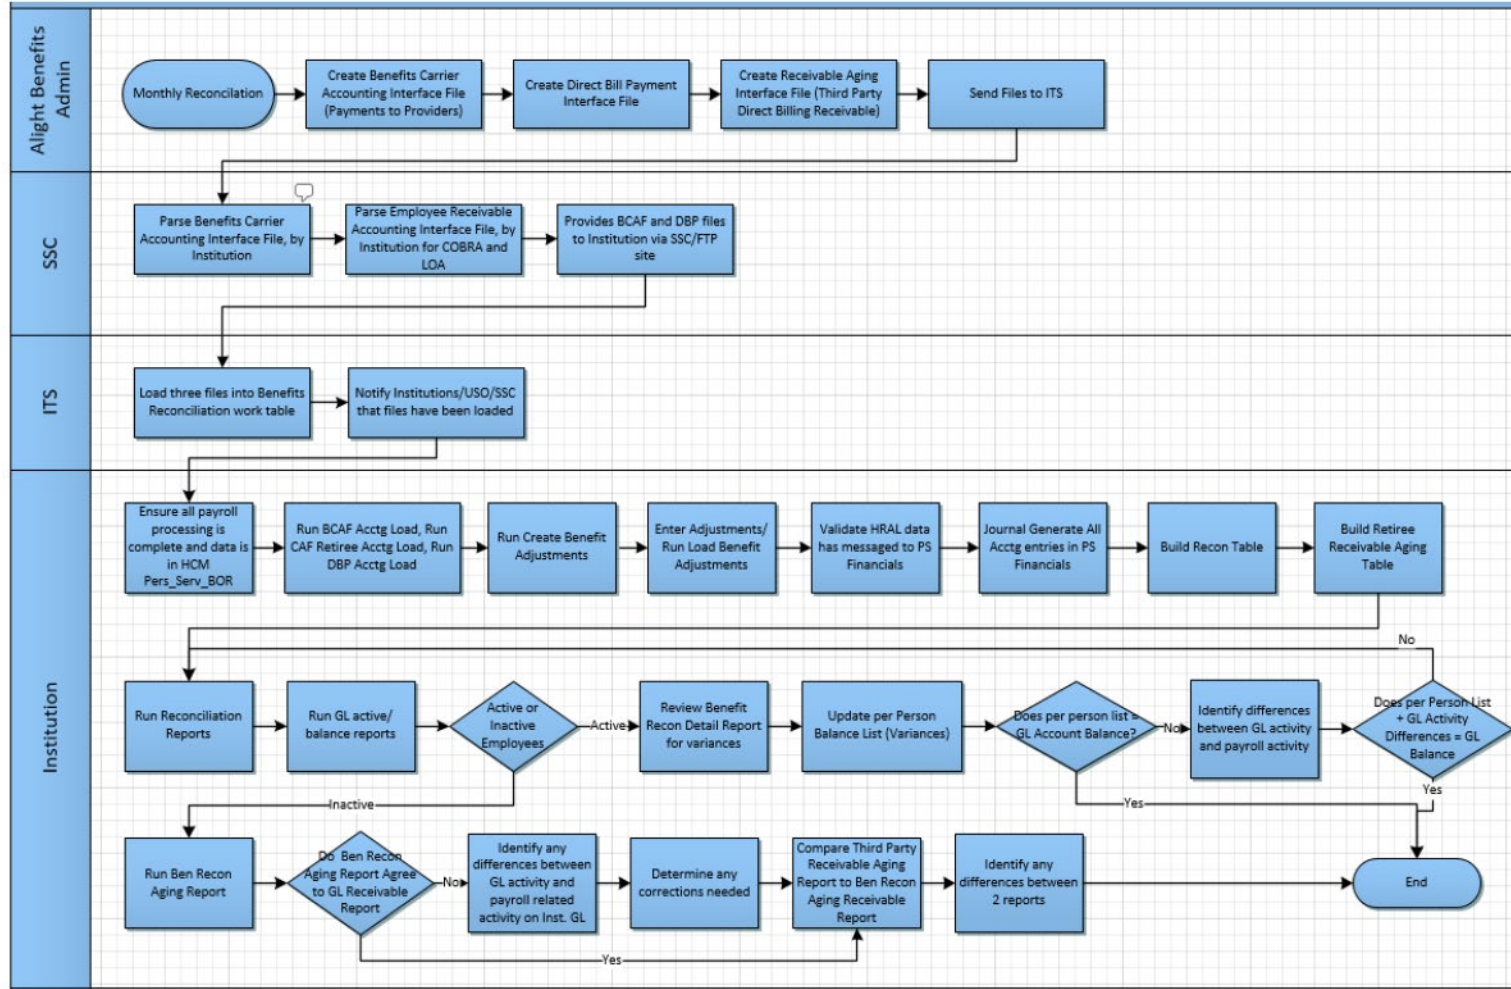 Alight Benefits
Admin
Monthly Reconcilation
Create Benefits Carrier
Accounting Interface File
(Payments to Providers)
Create Direct Bill Payment
Interface File
Create Receivable Aging
Interface File (Third Party
Direct Billing Receivable)
Send Files to ITS
SSC
Parse Benefits Carrier
Accounting Interface File, by
Institution
Parse Employee Receivable
Accounting Interface File, by
Institution for COBRA and
LOA
Provides BCAF and DBP files
to Institution via SSC/FTP
site
ITS
Load three files into Benefits
Reconciliation work table
Notify Institutions/USO/SSC
that files have been loaded
Institution
Ensure all payroll
processing is
complete and data is
in HCM
Pers_Serv_BOR
Run BCAF Acctg Load, Run
CAF Retiree Acctg Load, Run
DBP Acctg Load
Run Create Benefit
Adjustments
Enter Adjustments/
Run Load Benefit
Adjustments
Validate HRAL data
has messaged to PS
Financials
Journal Generate All
Acctg entries in PS
Financials
Build Recon Table
Build Retiree
Receivable Aging
Table
No
Run Reconciliation
Reports
Run GL active/
balance reports
Active or
Inactive
Employees
Active
Review Benefit
Recon Detail Report
for variances
Update per Person
Balance List (Variances)
Does per person list =
GL Account Balance?
No
Identify differences
between GL activity
and payroll activity
Does per Person List
+ GL Activity
Differences = GL
Balance
Yes
Inactive
Yes
Run Ben Recon
Aging Report
Do Ben Recon
Aging Report Agree
to GL Receivable
Report
No
Identify any
differences between
GL activity and
payroll related
activity on Inst. GL
Determine any
corrections needed
Compare Third Party
Receivable Aging
Report to Ben Recon
Aging Receivable
Report
Identify any
differences between
2 reports
End
Yes